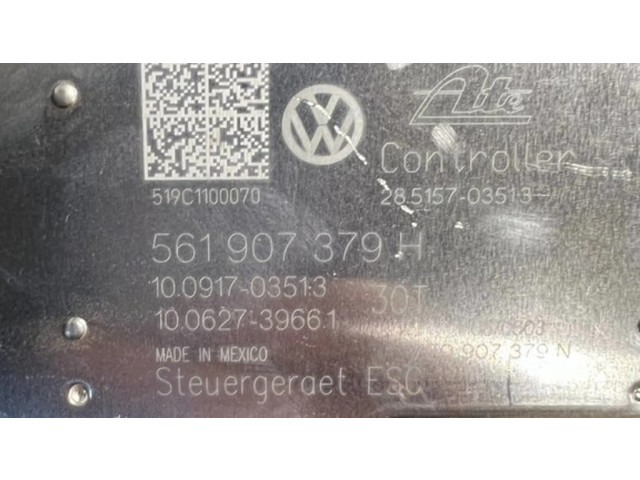 Ate
Controller
519C1100070
28.5157-0351.3
561 907 379 H
10.0917-0351.3
30T
10.0627-3966.1
MADE IN MEXICO
907 379 N
Steuergeraet ESC